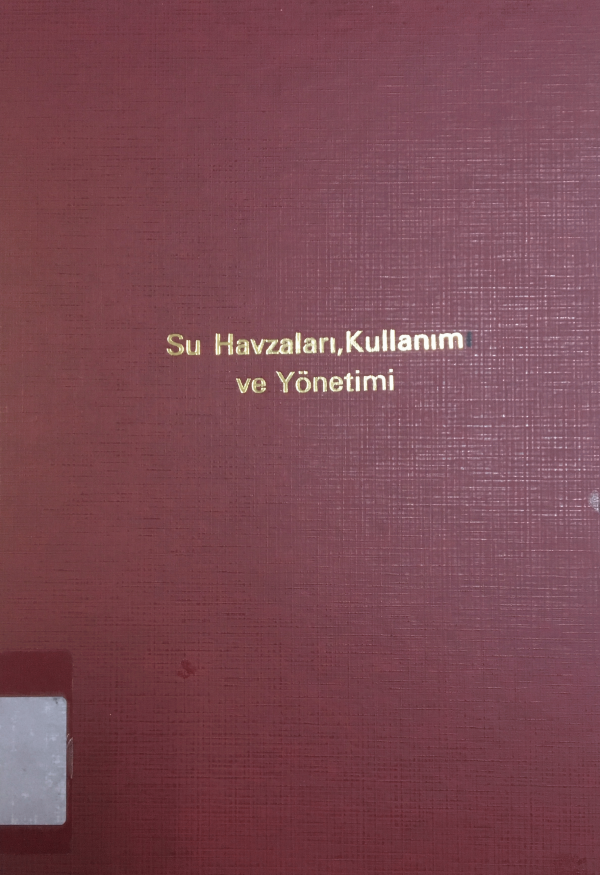 Su Havzaları,Kullanımı
ve Yönetimi